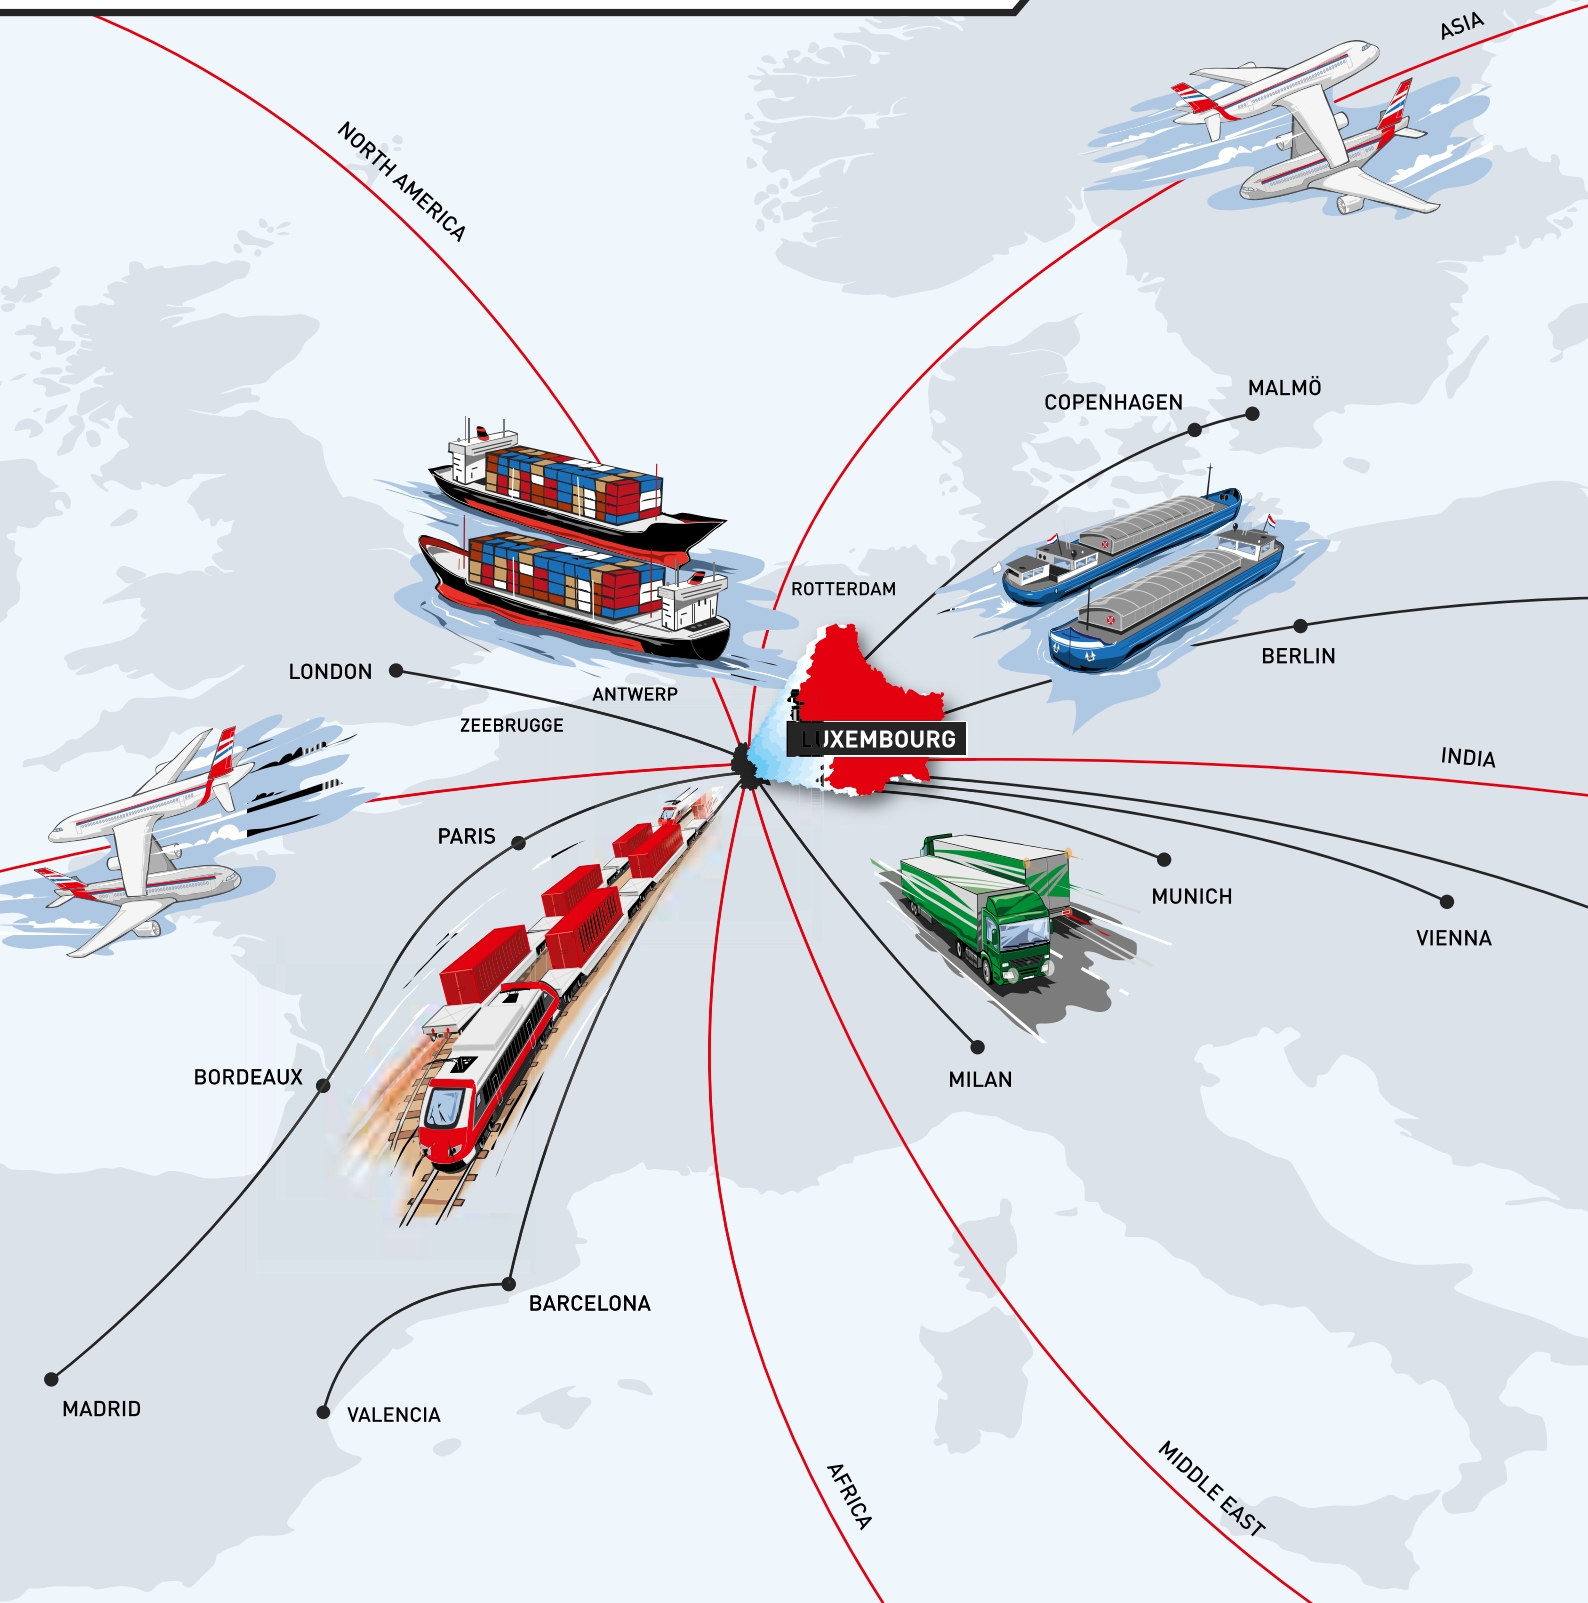 ASIA
NORTH AMERICA
MALMÖ
COPENHAGEN
ROTTERDAM
BERLIN
LONDON
ANTWERP
ZEEBRUGGE
LUXEMBOURG
INDIA
PARIS
MUNICH
VIENNA
BORDEAUX
MILAN
BARCELONA
MADRID
VALENCIA
AFRICA
MIDDLE EAST